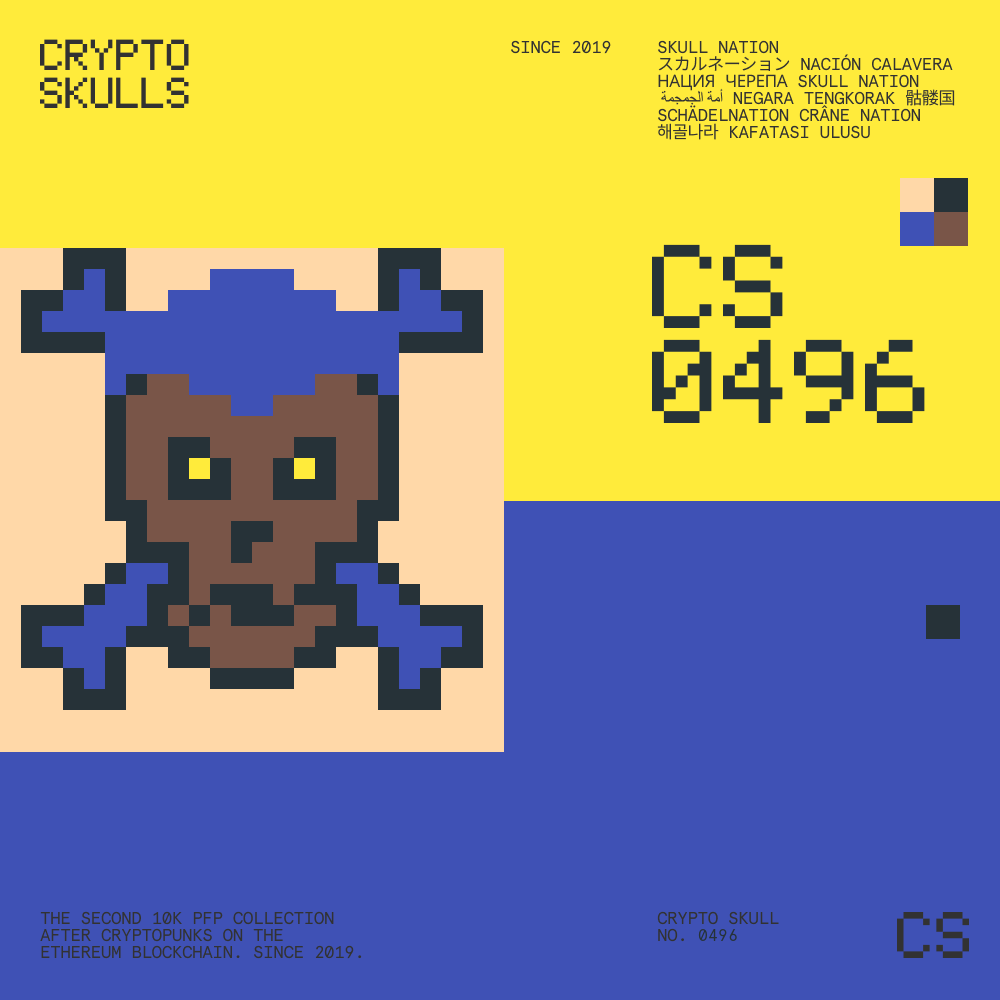 CRYPTO
SKULLS
SINCE 2019
SKULL NATION
スカルネーション NACIÓN CALAVERA
НАЦИЯ ЧЕРЕПА SKULL NATION
أمة الجمجمة NEGARA TENGKORAK 骷髅国
SCHÄDELNATION CRÂNE NATION
해골나라 KAFATASI ULUSU
CS
0496
THE SECOND 10K PFP COLLECTION
AFTER CRYPTOPUNKS ON THE
ETHEREUM BLOCKCHAIN. SINCE 2019.
CRYPTO SKULL
NO. 0496
CS